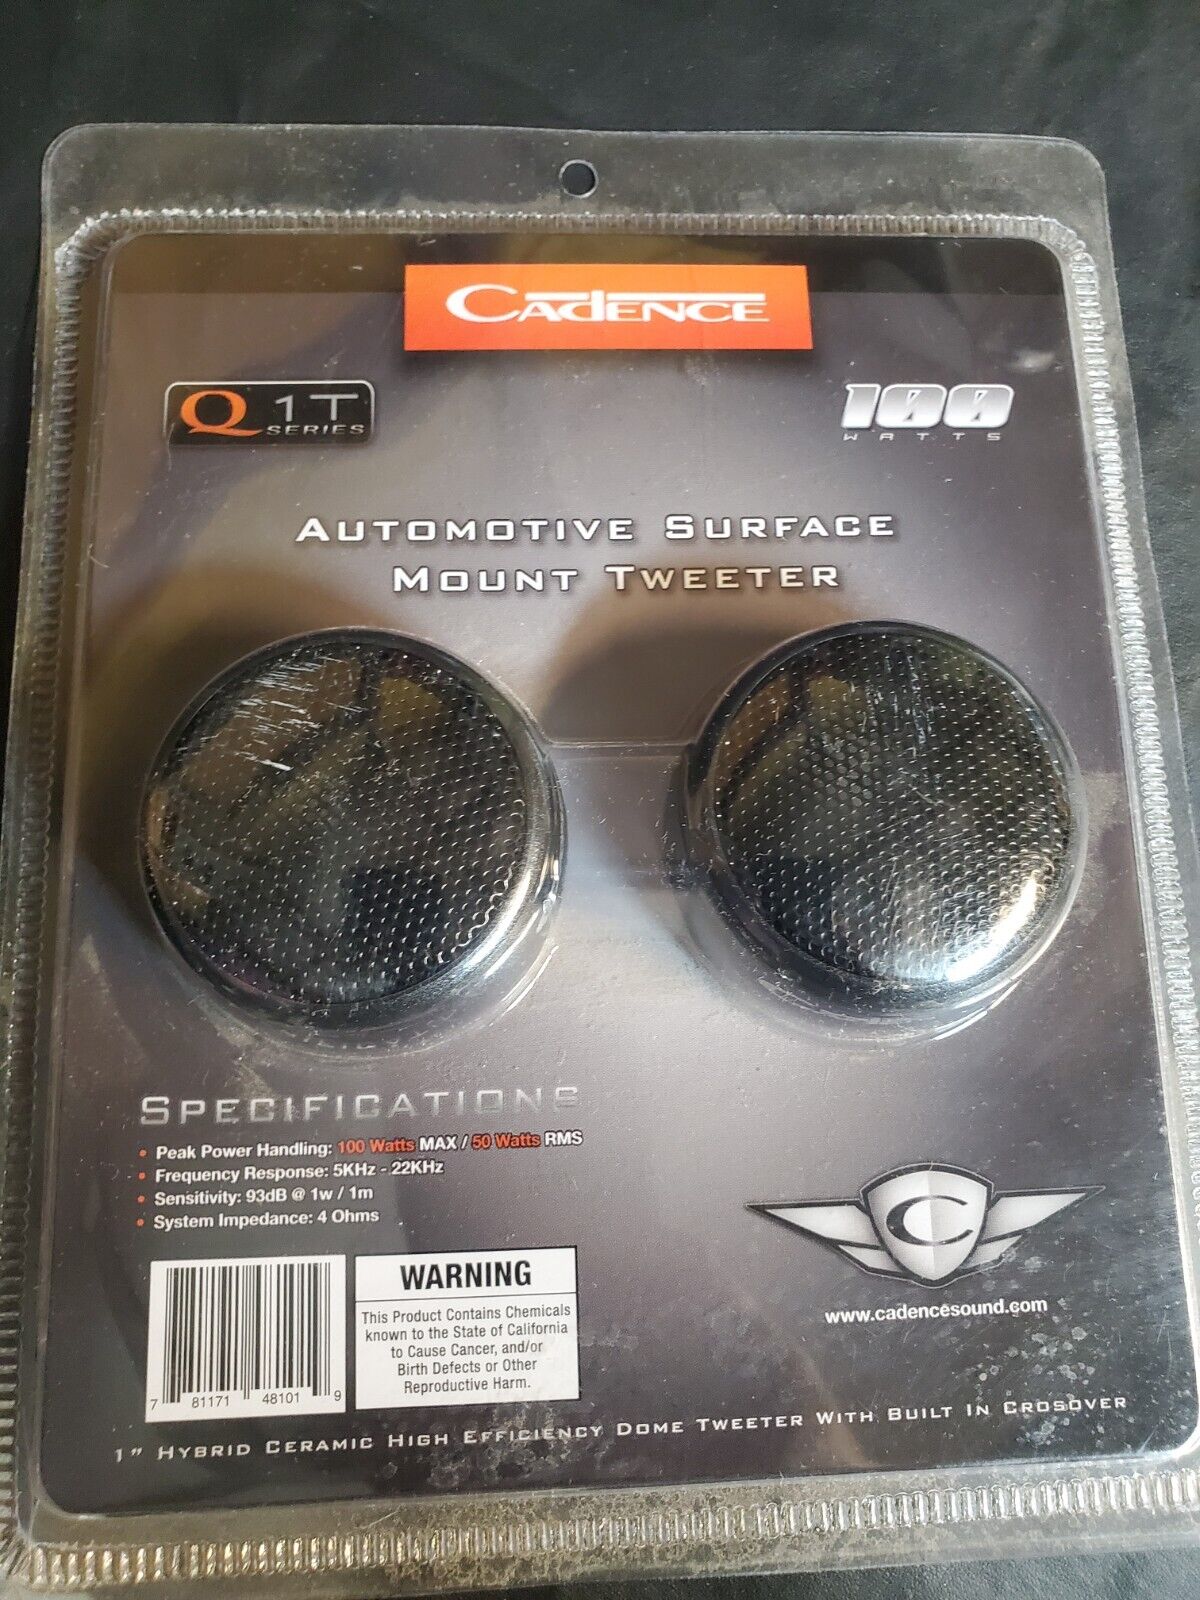 CADENCE
Q 1T
SERIES
100
WATTS
AUTOMOTIVE SURFACE
MOUNT TWEETER
SPECIFICATIONS
• Peak Power Handling: 100 Watts MAX / 50 Watts RMS
• Frequency Response: 5KHz - 22KHz
• Sensitivity: 93dB @ 1w / 1m
• System Impedance: 4 Ohms
WARNING
This Product Contains Chemicals
known to the State of California
to Cause Cancer, and/or
Birth Defects or Other
Reproductive Harm.
7 81171 48101 9
C
www.cadencesound.com
1" HYBRID CERAMIC HIGH EFFICIENCY DOME TWEETER WITH BUILT IN CROSOVER